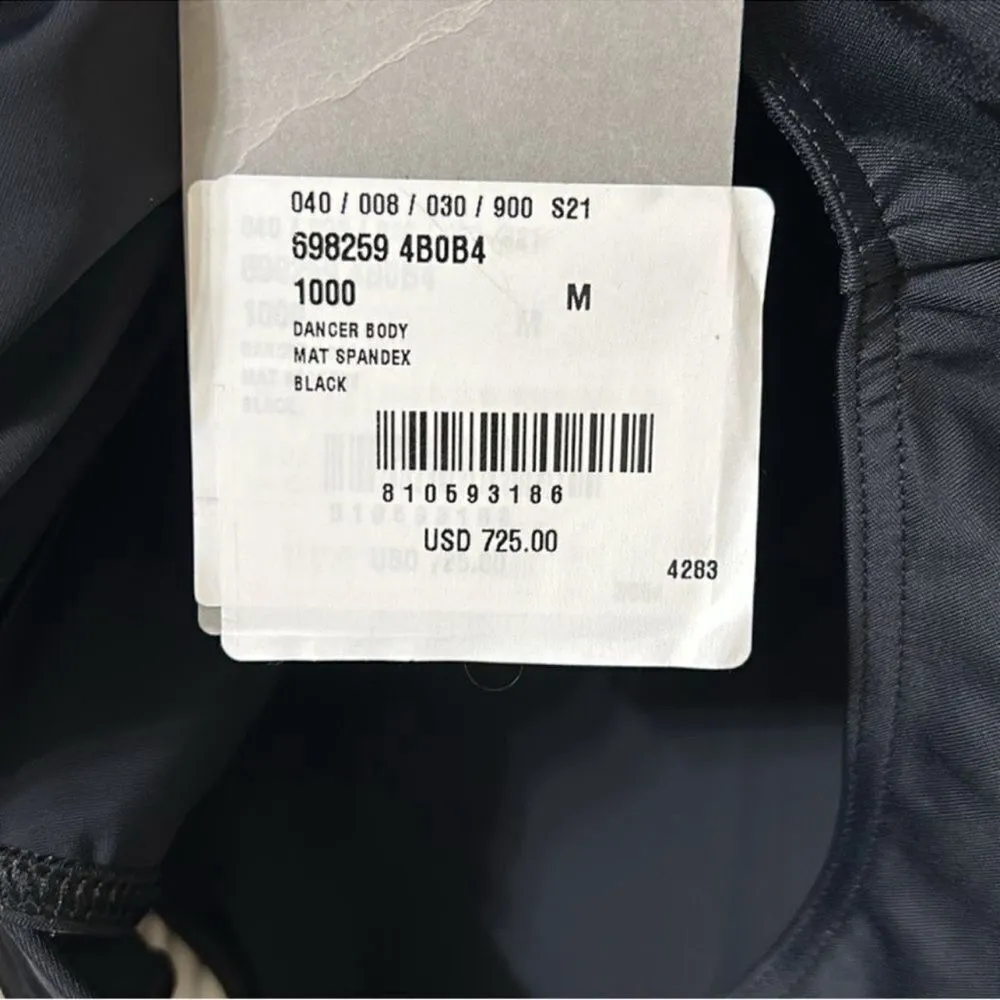 040 / 008 / 030 / 900 S21
698259 4B0B4
1000 M
DANCER BODY
MAT SPANDEX
BLACK
810593186
USD 725.00
4283